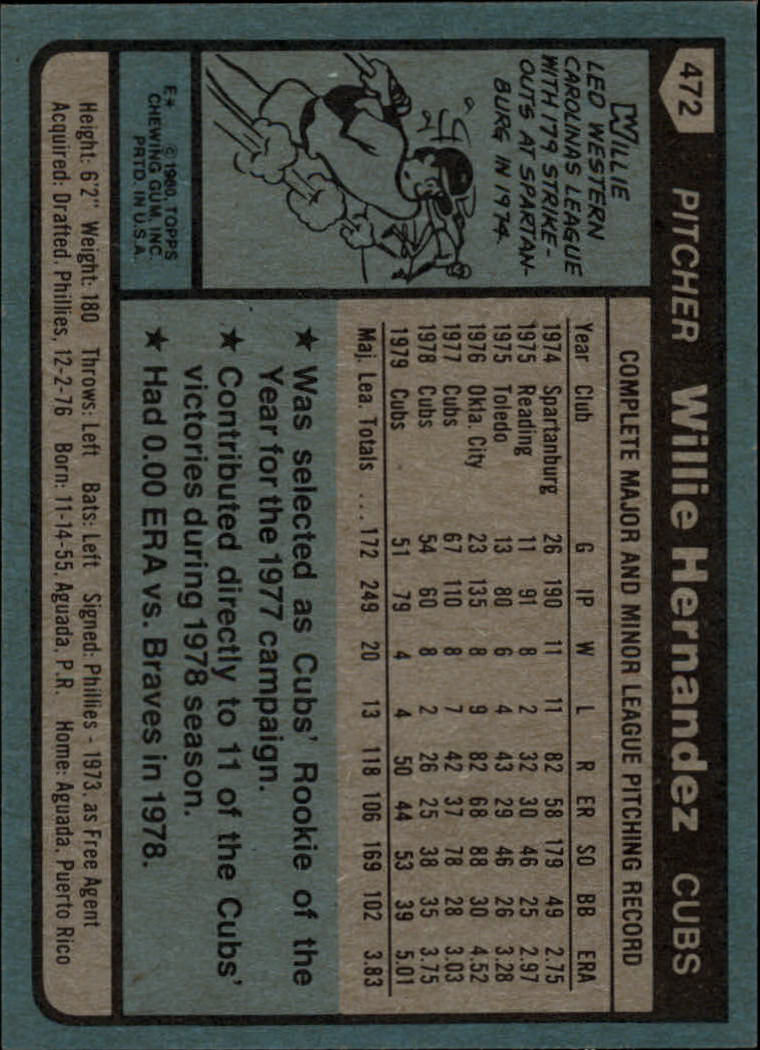 472 PITCHER Willie Hernandez CUBS
WILLIE
LED WESTERN
CAROLINAS LEAGUE
WITH 179 STRIKE-
OUTS AT SPARTAN-
BURG IN 1974.
E* © 1980 TOPPS
CHEWING GUM, INC.
PRTD. IN U.S.A.
COMPLETE MAJOR AND MINOR LEAGUE PITCHING RECORD
Year Club G IP W L R ER SO BB ERA
1974 Spartanburg 26 190 11 11 82 58 179 49 2.75
1975 Reading 11 91 8 2 32 30 46 25 2.97
1975 Toledo 13 80 6 4 43 29 46 26 3.28
1976 Okla. City 23 135 8 9 82 68 88 30 4.52
1977 Cubs 67 110 8 7 42 37 78 28 3.03
1978 Cubs 54 60 8 2 26 25 38 35 3.75
1979 Cubs 51 79 4 4 50 44 53 39 5.01
Maj. Lea. Totals ... 172 249 20 13 118 106 169 102 3.83
★ Was selected as Cubs' Rookie of the
Year for the 1977 campaign.
★ Contributed directly to 11 of the Cubs'
victories during 1978 season.
★ Had 0.00 ERA vs. Braves in 1978.
Height: 6'2" Weight: 180 Throws: Left Bats: Left Signed: Phillies - 1973, as Free Agent
Acquired: Drafted, Phillies, 12-2-76 Born: 11-14-55, Aguada, P.R. Home: Aguada, Puerto Rico